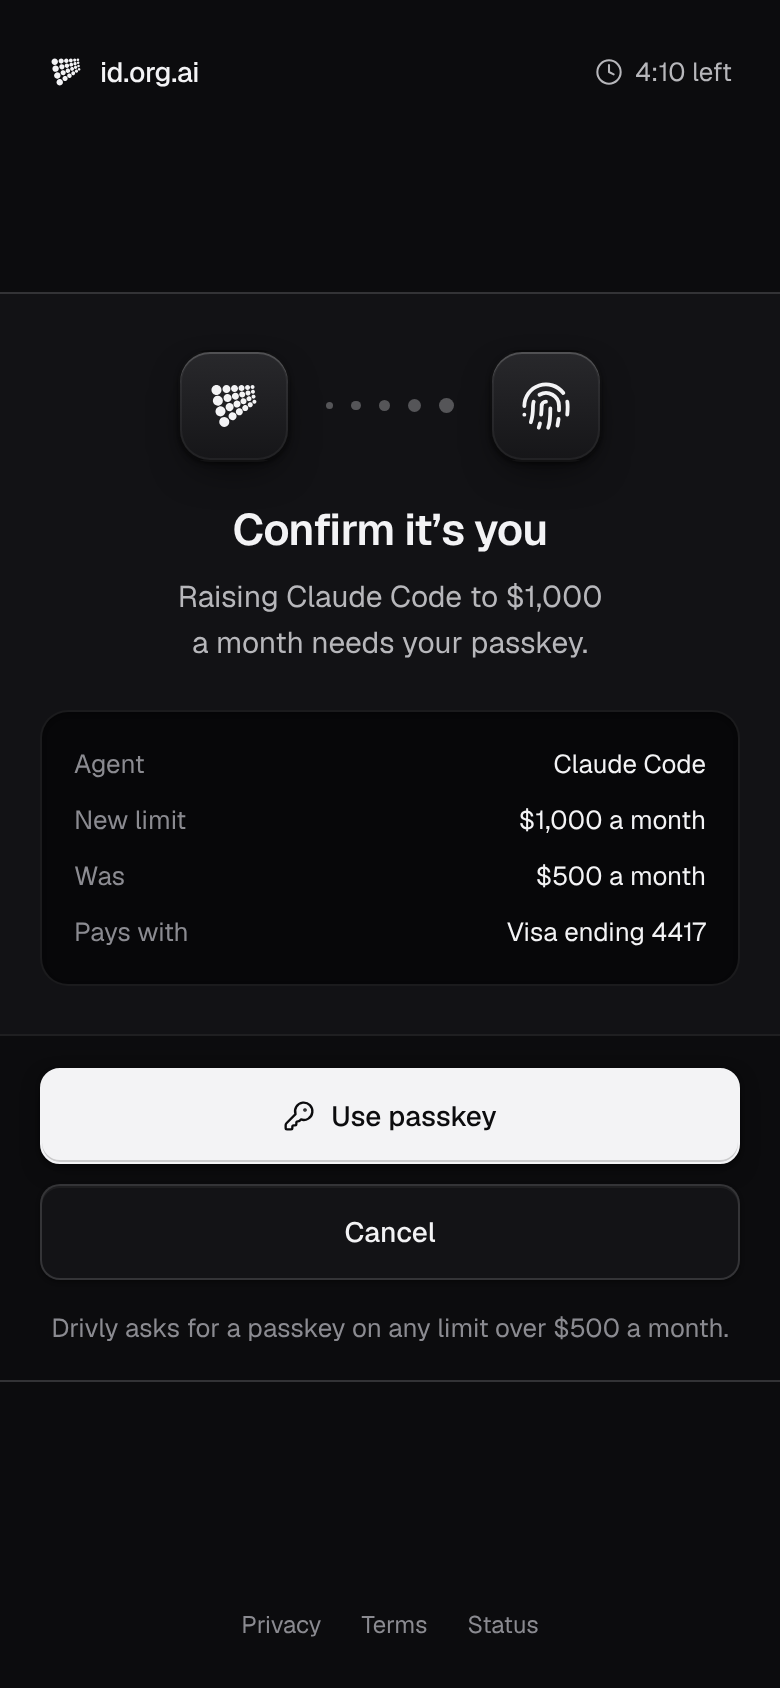 id.org.ai
4:10 left
Confirm it’s you
Raising Claude Code to $1,000
a month needs your passkey.
Agent Claude Code
New limit $1,000 a month
Was $500 a month
Pays with Visa ending 4417
Use passkey
Cancel
Drivly asks for a passkey on any limit over $500 a month.
Privacy Terms Status